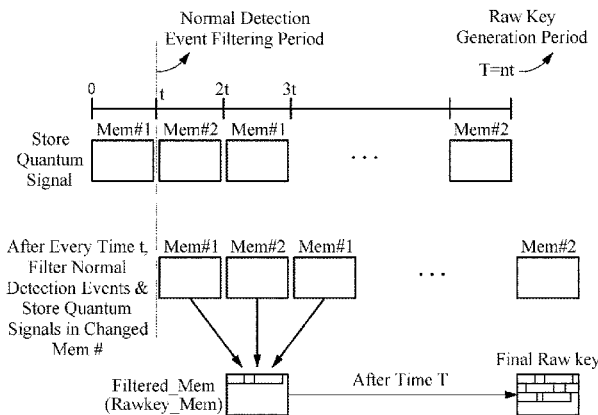 Normal Detection
Event Filtering Period
Raw Key
Generation Period
T=nt
0
t
2t
3t
Mem#1
Mem#2
Mem#1
Mem#2
Store
Quantum
Signal
. . .
After Every Time t,
Filter Normal
Detection Events &
Store Quantum
Signals in Changed
Mem #
Mem#1
Mem#2
Mem#1
Mem#2
. . .
Filtered_Mem
(Rawkey_Mem)
After Time T
Final Raw key